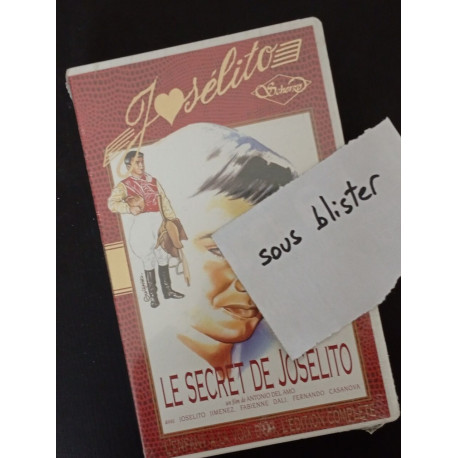 Josélito
Scherzo
sous blister
LE SECRET DE JOSELITO
un film de ANTONIO DEL AMO
avec JOSELITO JIMENEZ, FABIENNE DALI, FERNANDO CASANOVA